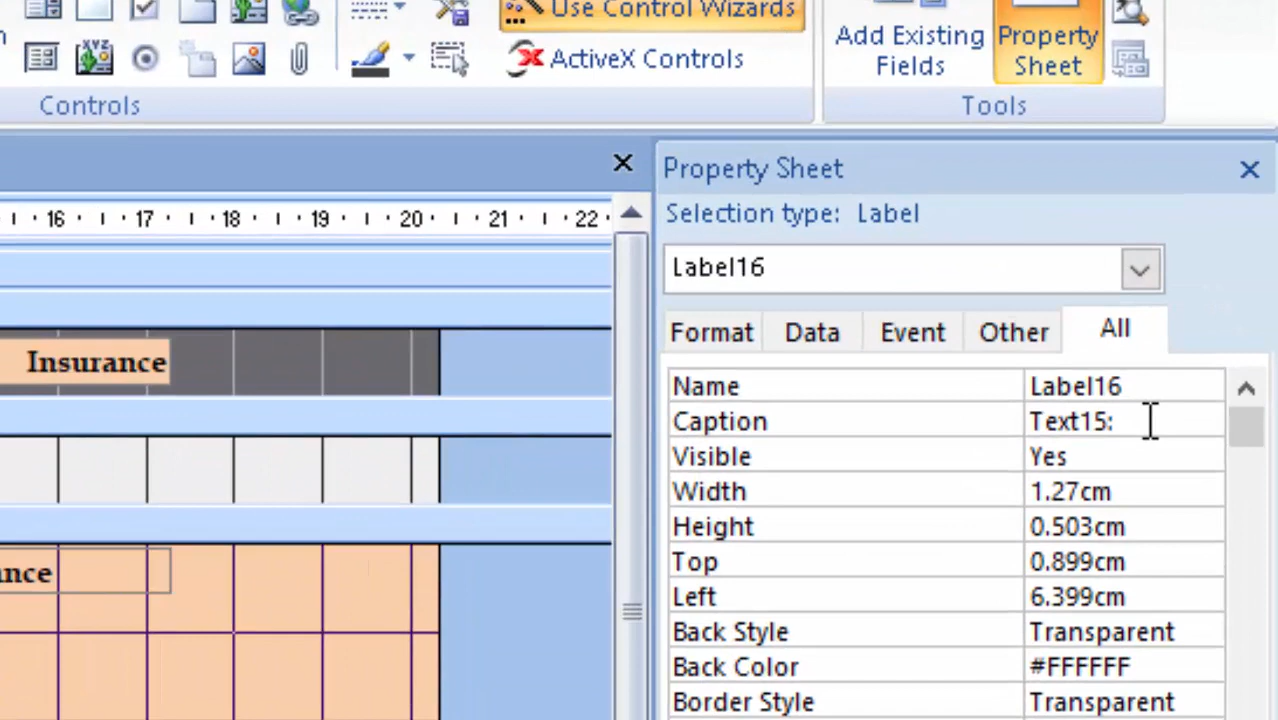 Use Control Wizards
ActiveX Controls
Add Existing
Fields
Property
Sheet
Controls
Tools
Property Sheet
16 17 18 19 20 21 22
Selection type: Label
Label16
Format Data Event Other All
Insurance
Name Label16
Caption Text15:
Visible Yes
Width 1.27cm
Height 0.503cm
Top 0.899cm
ance
Left 6.399cm
Back Style Transparent
Back Color #FFFFFF
Border Style Transparent